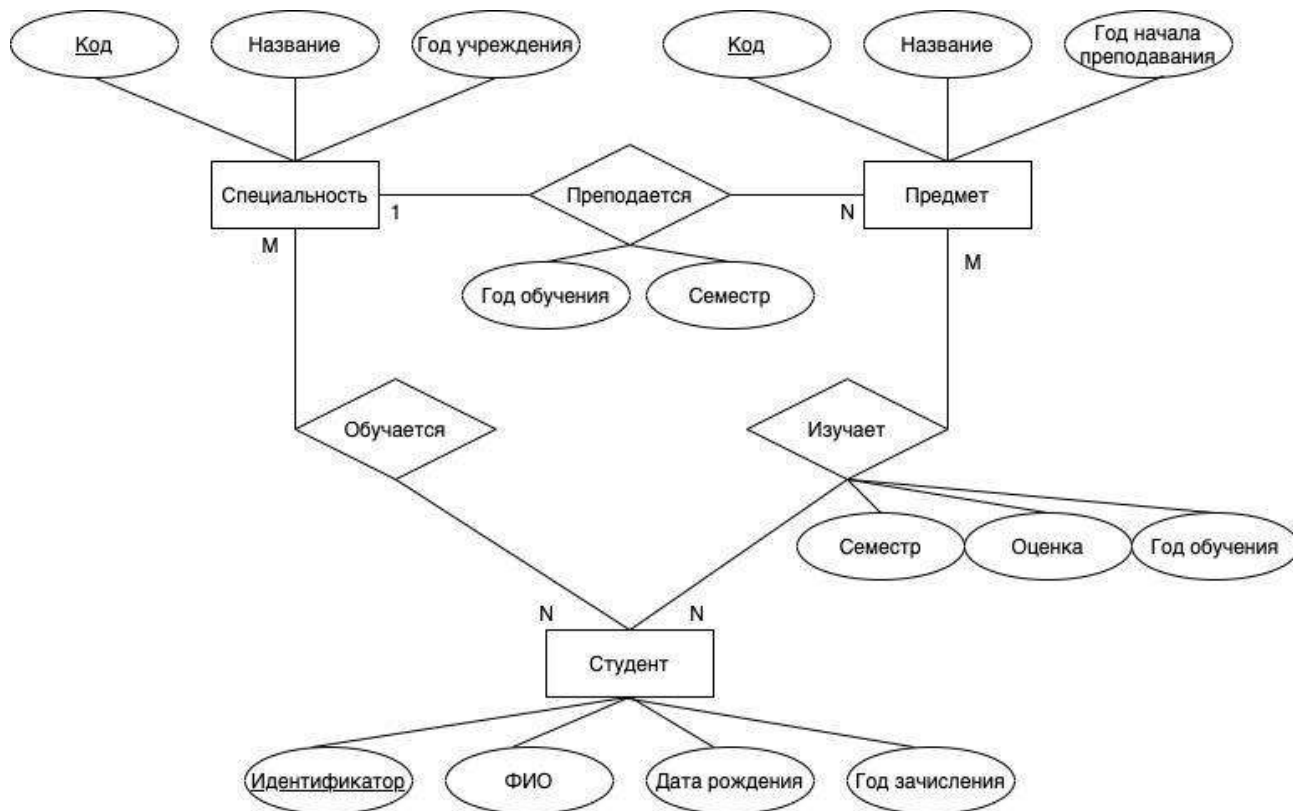 Код
Название
Год учреждения
Код
Название
Год начала
преподавания
Специальность
Преподается
Предмет
1
N
M
M
Год обучения
Семестр
Обучается
Изучает
Семестр
Оценка
Год обучения
N
N
Студент
Идентификатор
ФИО
Дата рождения
Год зачисления